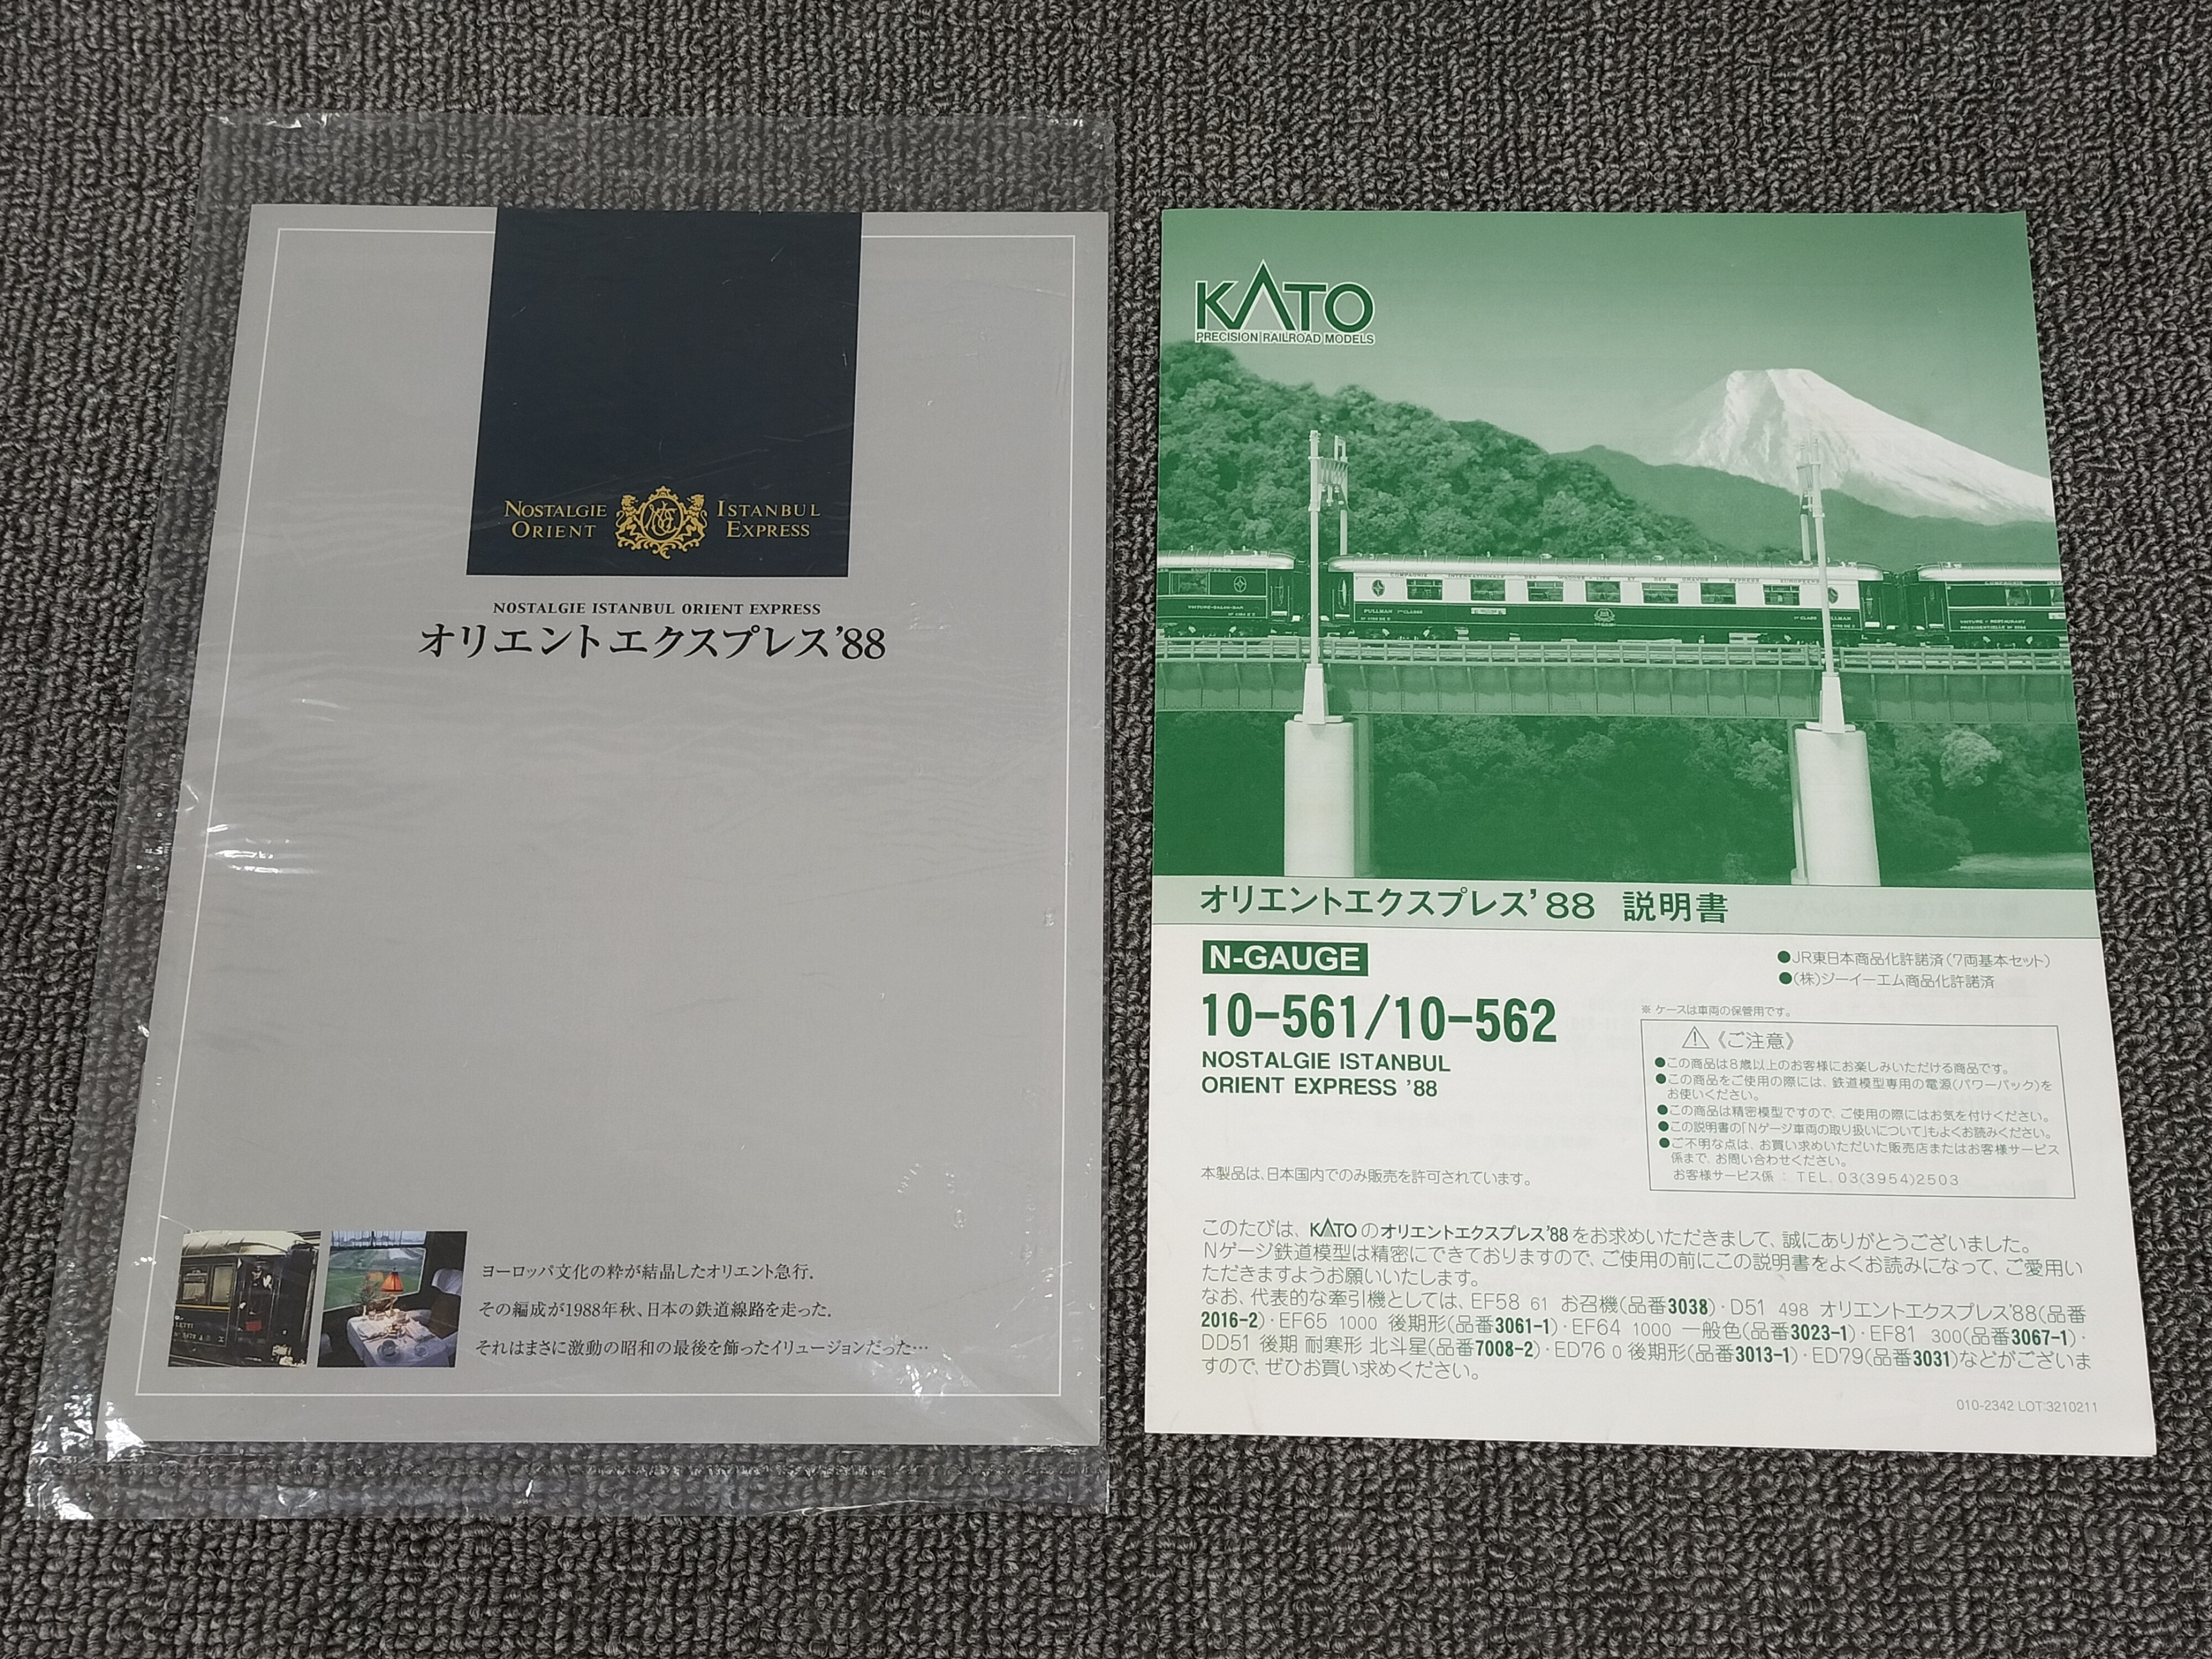 NOSTALGIE ISTANBUL
ORIENT EXPRESS
NOSTALGIE ISTANBUL ORIENT EXPRESS
オリエントエクスプレス'88
ヨーロッパ文化の粋が結晶したオリエント急行.
その編成が1988年秋、日本の鉄道線路を走った.
それはまさに激動の昭和の最後を飾ったイリュージョンだった…
KATO
PRECISION RAILROAD MODELS
COMPAGNIE INTERNATIONALE DES WAGONS-LITS ET DES GRANDS EXPRESS EUROPEENS
PULLMAN
オリエントエクスプレス'88 説明書
N-GAUGE
10-561/10-562
NOSTALGIE ISTANBUL
ORIENT EXPRESS '88
●JR東日本商品化許諾済(7両基本セット)
●(株)ジーイーエム商品化許諾済
※ ケースは車両の保管用です。
⚠《ご注意》
●この商品は8歳以上のお客様にお楽しみいただける商品です。
●この商品をご使用の際には、鉄道模型専用の電源(パワーパック)を
お使いください。
●この商品は精密模型ですので、ご使用の際にはお気を付けください。
●この説明書の「Nゲージ車両の取り扱いについて」もよくお読みください。
●ご不明な点は、お買い求めいただいた販売店またはお客様サービス
係まで、お問い合わせください。
お客様サービス係 : TEL. 03(3954)2503
本製品は、日本国内でのみ販売を許可されています。
このたびは、KATOのオリエントエクスプレス'88をお求めいただきまして、誠にありがとうございました。
Nゲージ鉄道模型は精密にできておりますので、ご使用の前にこの説明書をよくお読みになって、ご愛用い
ただきますようお願いいたします。
なお、代表的な牽引機としては、EF58 61 お召機(品番3038)・D51 498 オリエントエクスプレス'88(品番
2016-2)・EF65 1000 後期形(品番3061-1)・EF64 1000 一般色(品番3023-1)・EF81 300(品番3067-1)・
DD51 後期 耐寒形 北斗星(品番7008-2)・ED76 0 後期形(品番3013-1)・ED79(品番3031)などがございま
すので、ぜひお買い求めください。
010-2342 LOT:3210211